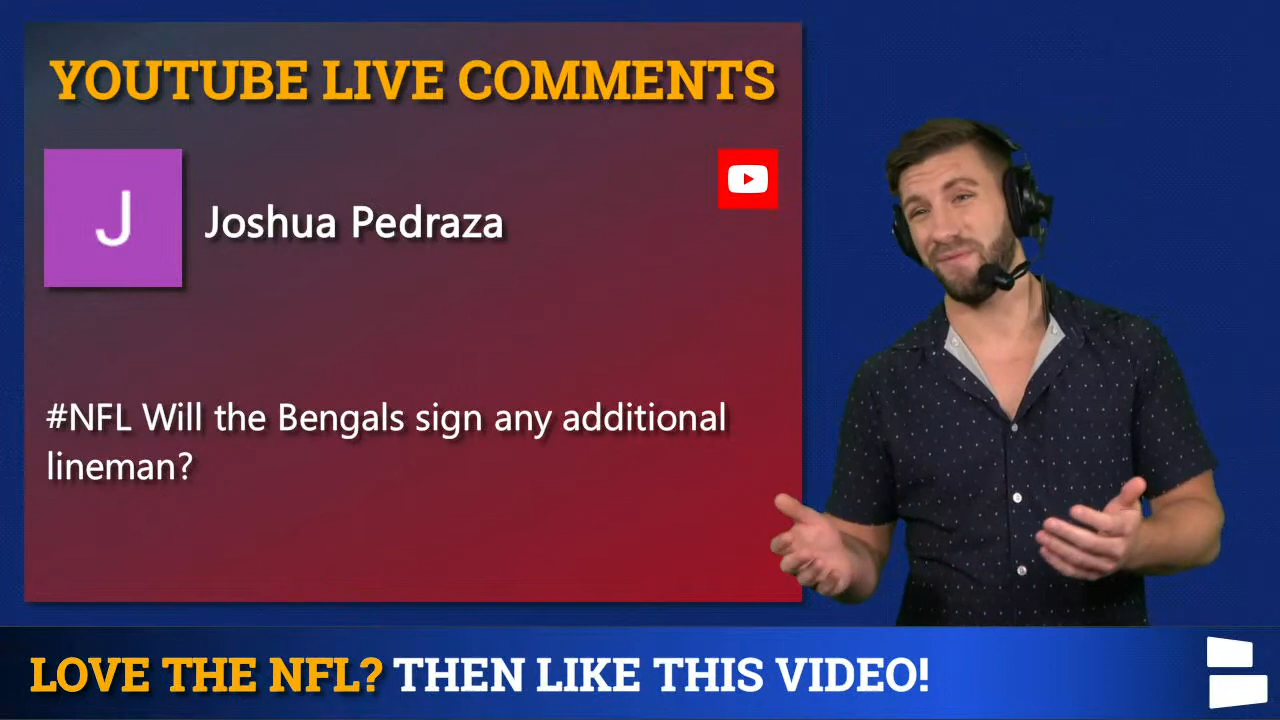 YOUTUBE LIVE COMMENTS
J
Joshua Pedraza
#NFL Will the Bengals sign any additional
lineman?
LOVE THE NFL? THEN LIKE THIS VIDEO!